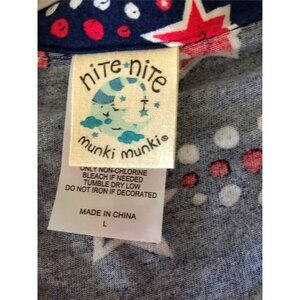 nite nite
munki munki®
ONLY NON-CHLORINE
BLEACH IF NEEDED
TUMBLE DRY LOW
DO NOT IRON IF DECORATED
MADE IN CHINA
L